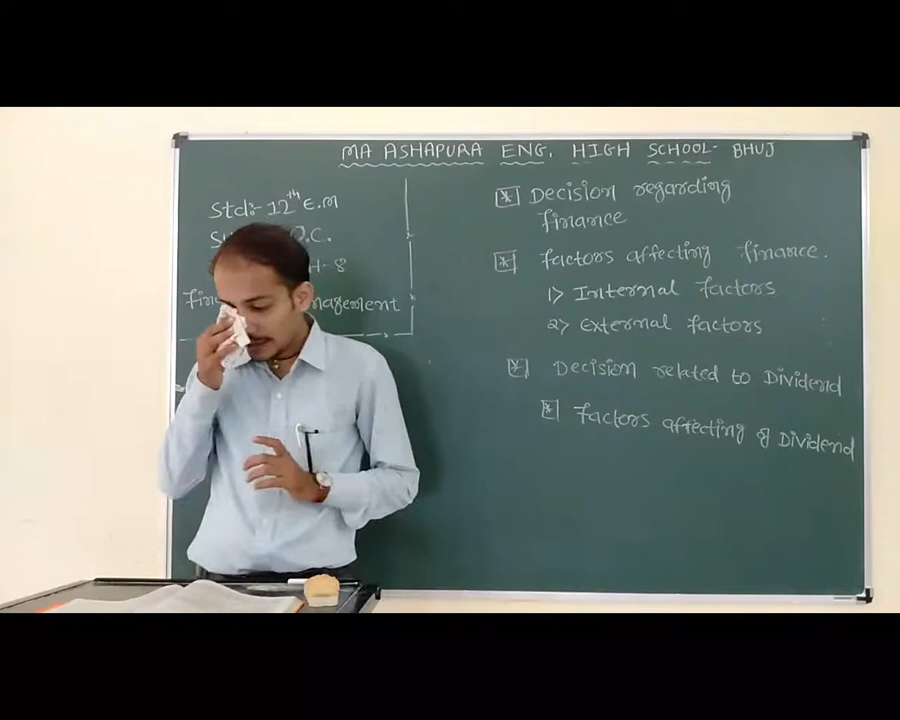 MA ASHAPURA ENG. HIGH SCHOOL- BHUJ
Std:- 12th E.M
O.C.
8
Decision regarding
finance
Factors affecting finance.
1> Internal factors
2> External factors
Decision related to Dividend
Factors affecting of Dividend